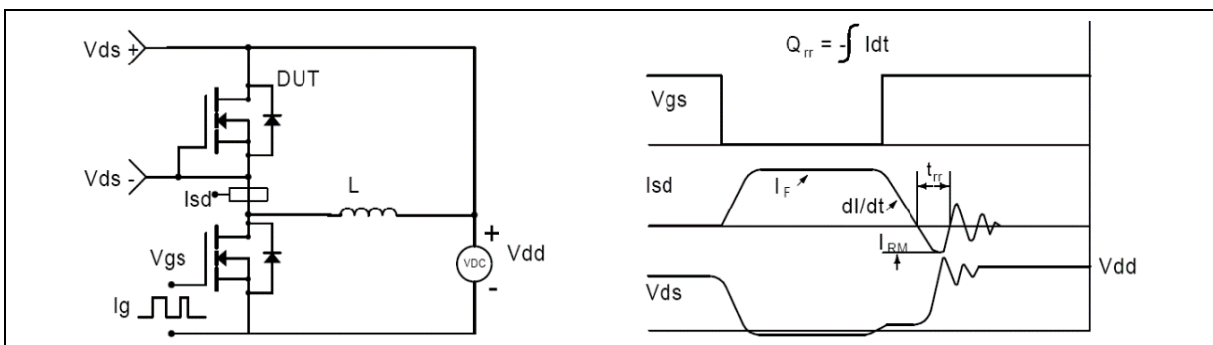 Vds +
DUT
Vds -
Isd
L
Vgs
Ig
+
VDC
-
Vdd
Q rr = -∫ Idt
Vgs
Isd
I F
dI/dt
t rr
I RM
Vdd
Vds